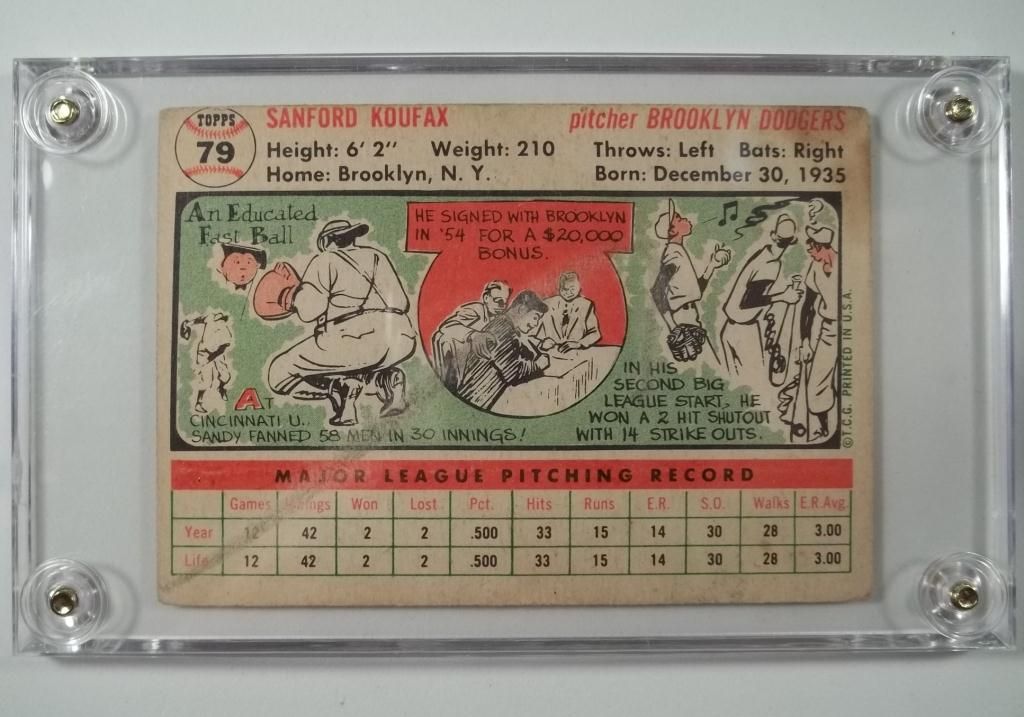 TOPPS
79
SANFORD KOUFAX
pitcher BROOKLYN DODGERS
Height: 6' 2" Weight: 210
Throws: Left Bats: Right
Home: Brooklyn, N. Y.
Born: December 30, 1935
An Educated
Fast Ball
AT
CINCINNATI U.,
SANDY FANNED 58 MEN IN 30 INNINGS!
HE SIGNED WITH BROOKLYN
IN '54 FOR A $20,000
BONUS.
IN HIS
SECOND BIG
LEAGUE START, HE
WON A 2 HIT SHUTOUT
WITH 14 STRIKE OUTS.
©T.C.G. PRINTED IN U.S.A.
MAJOR LEAGUE PITCHING RECORD
Games Innings Won Lost Pct. Hits Runs E.R. S.O. Walks E.R.Avg.
Year 12 42 2 2 .500 33 15 14 30 28 3.00
Life 12 42 2 2 .500 33 15 14 30 28 3.00